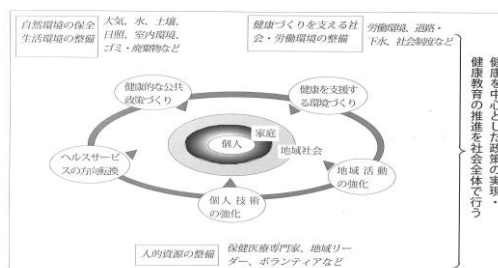 自然環境の保全
生活環境の整備
大気、水、土壌、
日照、室内環境、
ゴミ・廃棄物など
健康づくりを支える社
会・労働環境の整備
労働環境、道路・
下水、社会制度など
健康的な公共
政策づくり
健康を支援す
る環境づくり
家庭
個人
地域社会
ヘルスサービ
スの方向転換
地域活動
の強化
個人技術
の強化
人的資源の整備
保健医療専門家、地域リー
ダー、ボランティアなど
健康を中心とした政策の実現・
健康教育の推進を社会全体で行う